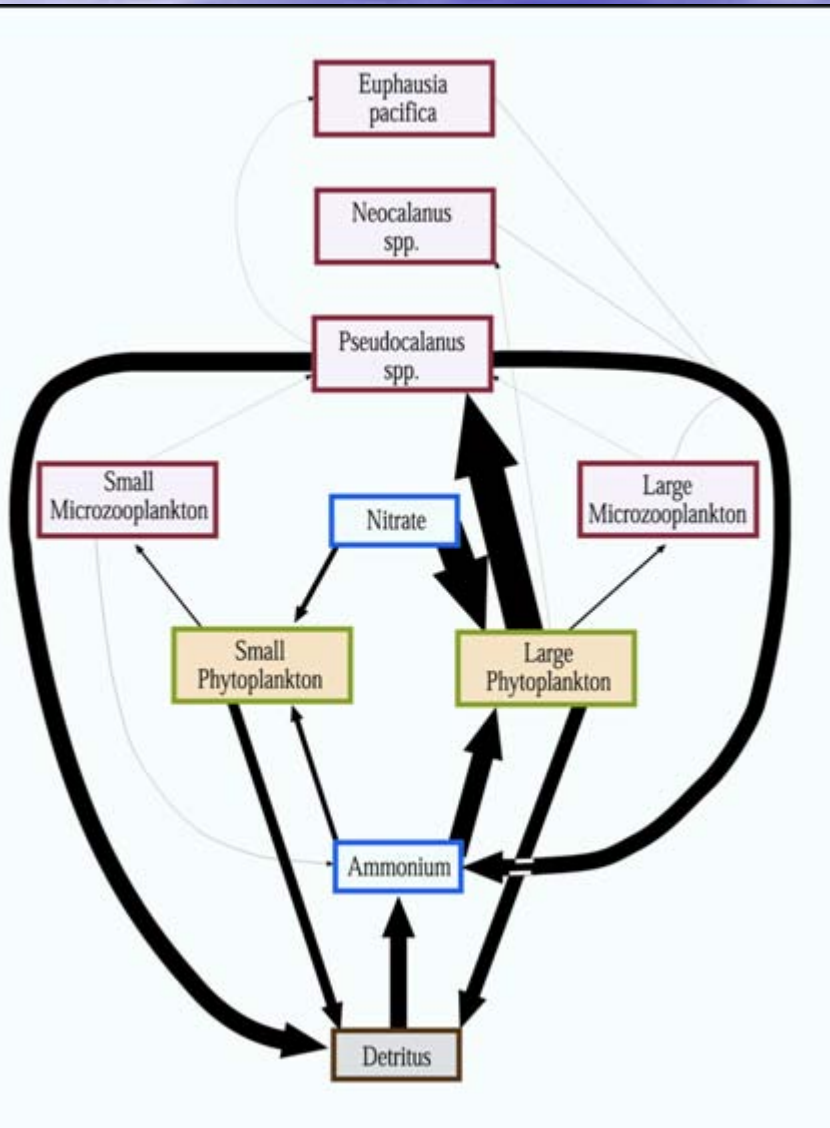 Euphausia
pacifica
Neocalanus
spp.
Pseudocalanus
spp.
Small
Microzooplankton
Nitrate
Large
Microzooplankton
Small
Phytoplankton
Large
Phytoplankton
Ammonium
Detritus